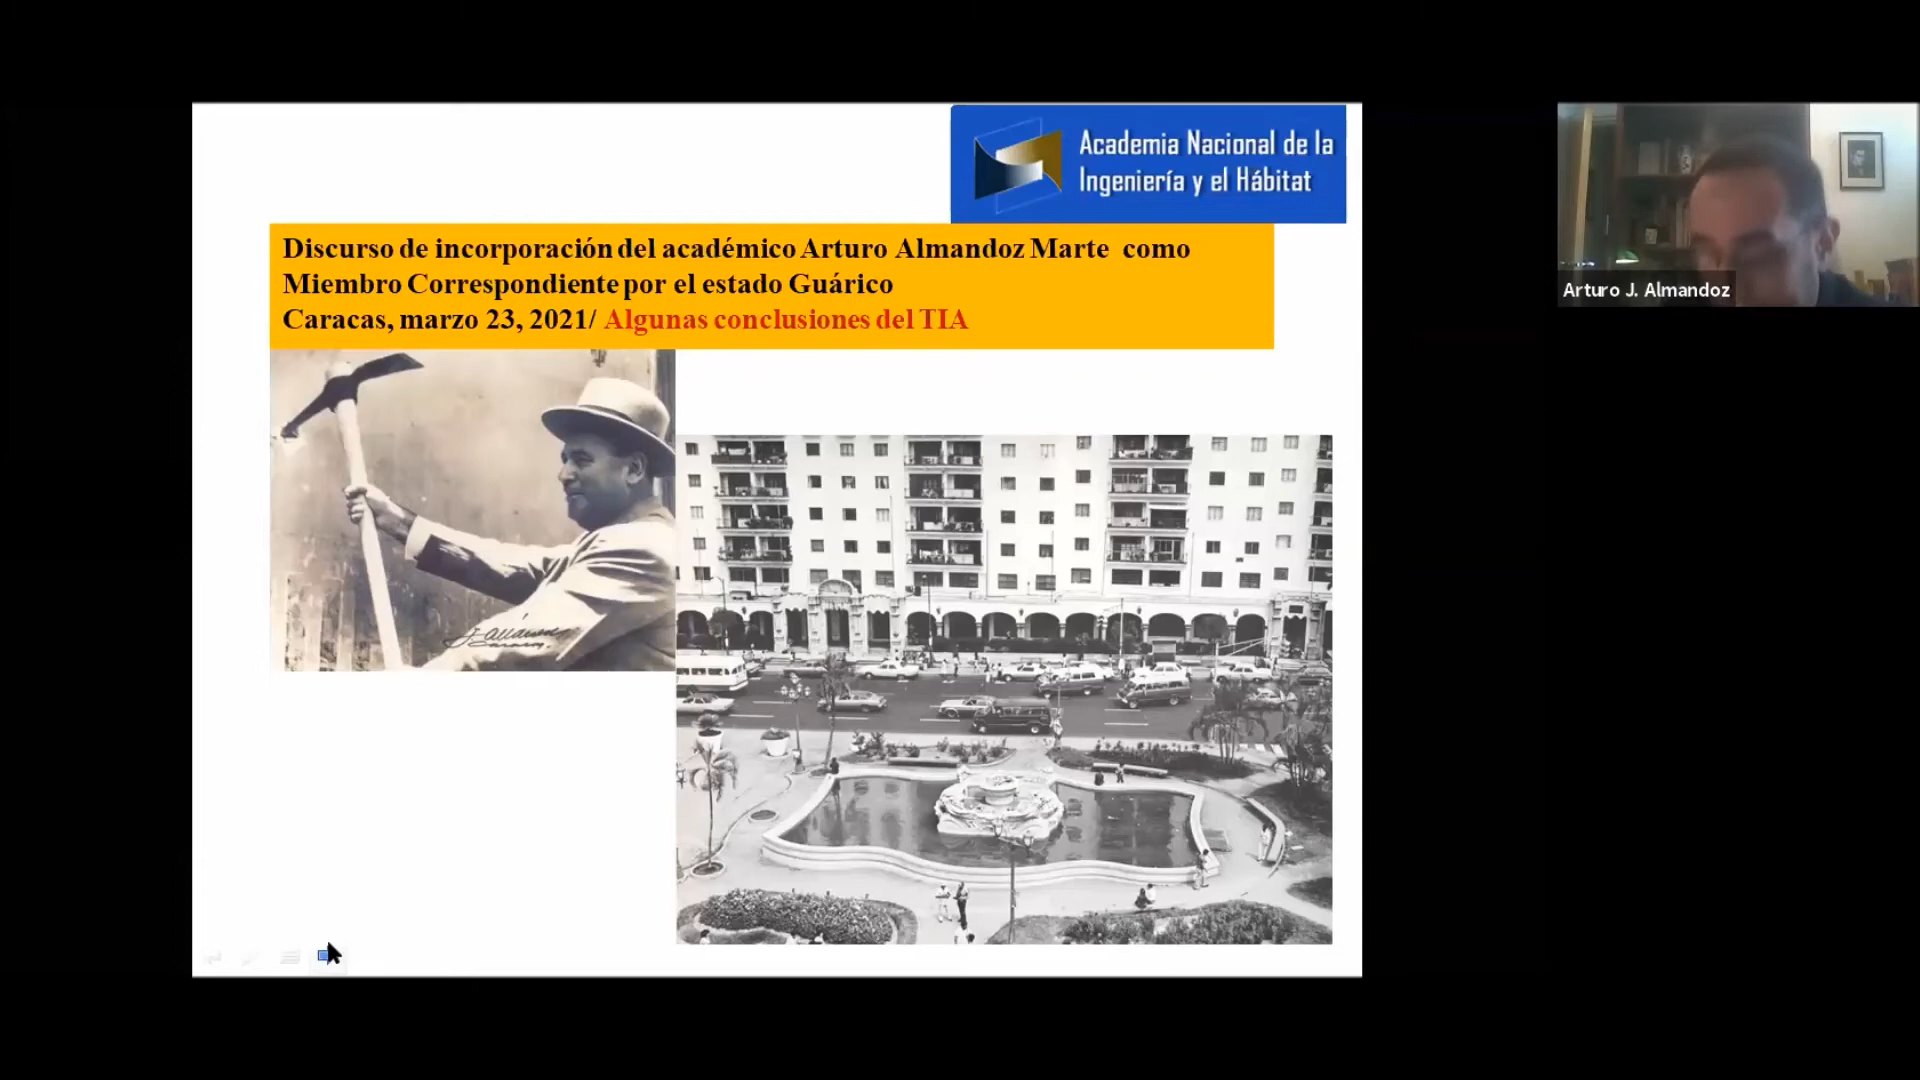 Academia Nacional de la
Ingeniería y el Hábitat
Discurso de incorporación del académico Arturo Almandoz Marte como
Miembro Correspondiente por el estado Guárico
Caracas, marzo 23, 2021/ Algunas conclusiones del TIA
Arturo J. Almandoz